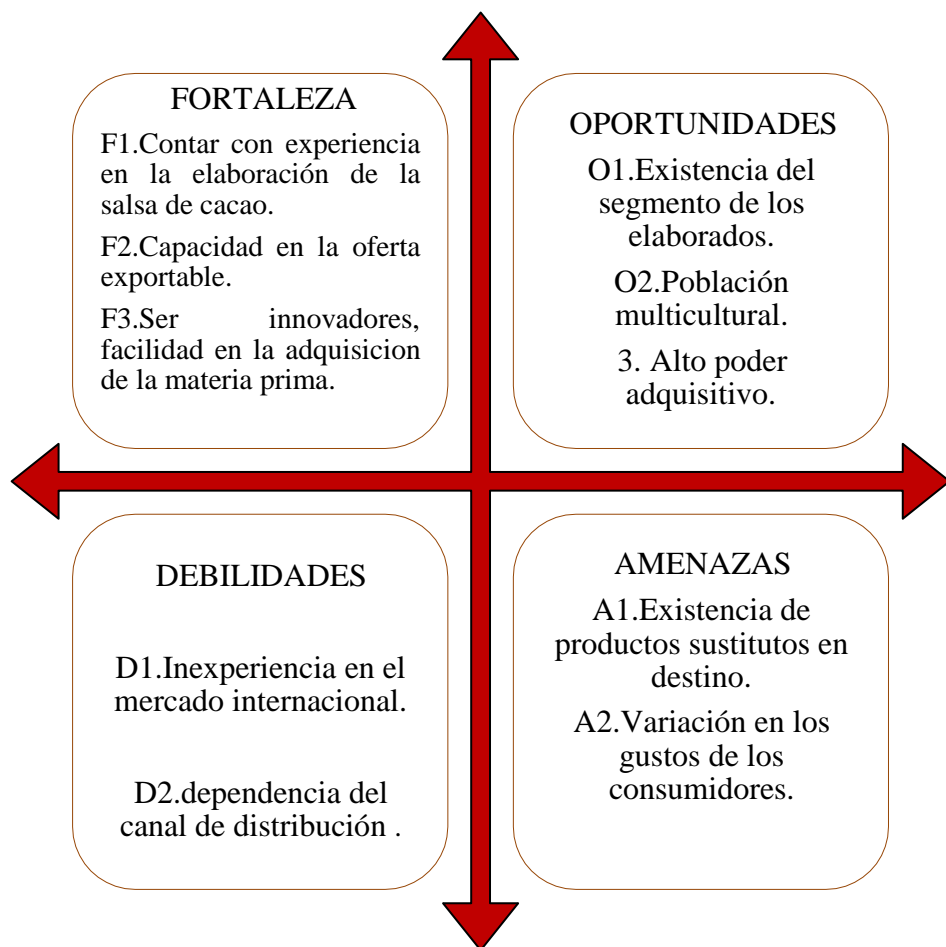 FORTALEZA
F1.Contar con experiencia
en la elaboración de la
salsa de cacao.
F2.Capacidad en la oferta
exportable.
F3.Ser innovadores,
facilidad en la adquisicion
de la materia prima.
OPORTUNIDADES
O1.Existencia del
segmento de los
elaborados.
O2.Población
multicultural.
3. Alto poder
adquisitivo.
DEBILIDADES
D1.Inexperiencia en el
mercado internacional.
D2.dependencia del
canal de distribución .
AMENAZAS
A1.Existencia de
productos sustitutos en
destino.
A2.Variación en los
gustos de los
consumidores.